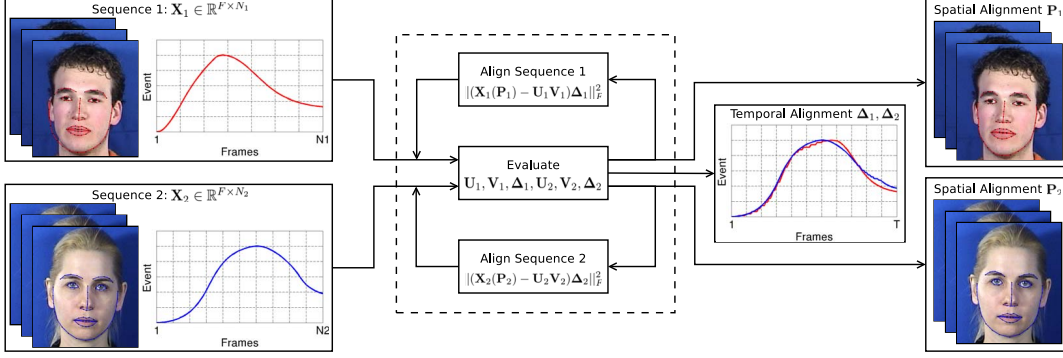 Sequence 1: X₁ ∈ ℝ^{F×N₁}
Event
1
N1
Frames
Sequence 2: X₂ ∈ ℝ^{F×N₂}
Event
1
N2
Frames
Align Sequence 1
||(X₁(P₁) − U₁V₁)Δ₁||²_F
Evaluate
U₁, V₁, Δ₁, U₂, V₂, Δ₂
Align Sequence 2
||(X₂(P₂) − U₂V₂)Δ₂||²_F
Temporal Alignment Δ₁, Δ₂
Event
1
T
Frames
Spatial Alignment P₁
Spatial Alignment P₂